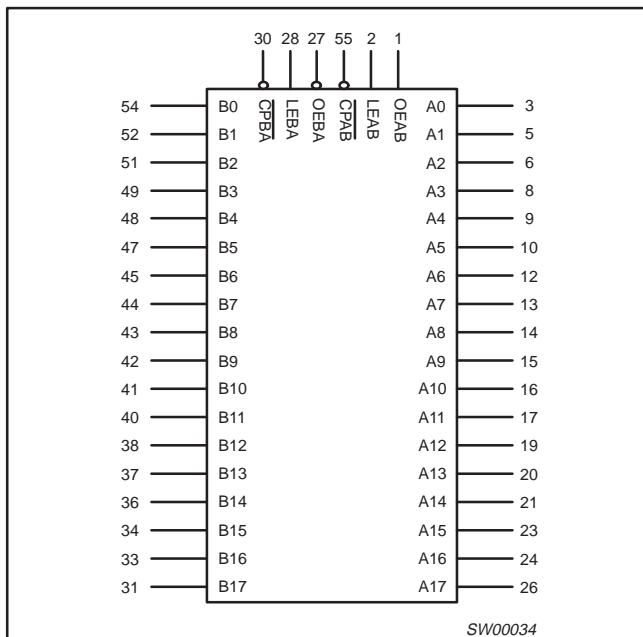 30 28 27 55 2 1
CPBA LEBA OEBA CPAB LEAB OEAB
54 B0 A0 3
52 B1 A1 5
51 B2 A2 6
49 B3 A3 8
48 B4 A4 9
47 B5 A5 10
45 B6 A6 12
44 B7 A7 13
43 B8 A8 14
42 B9 A9 15
41 B10 A10 16
40 B11 A11 17
38 B12 A12 19
37 B13 A13 20
36 B14 A14 21
34 B15 A15 23
33 B16 A16 24
31 B17 A17 26
SW00034